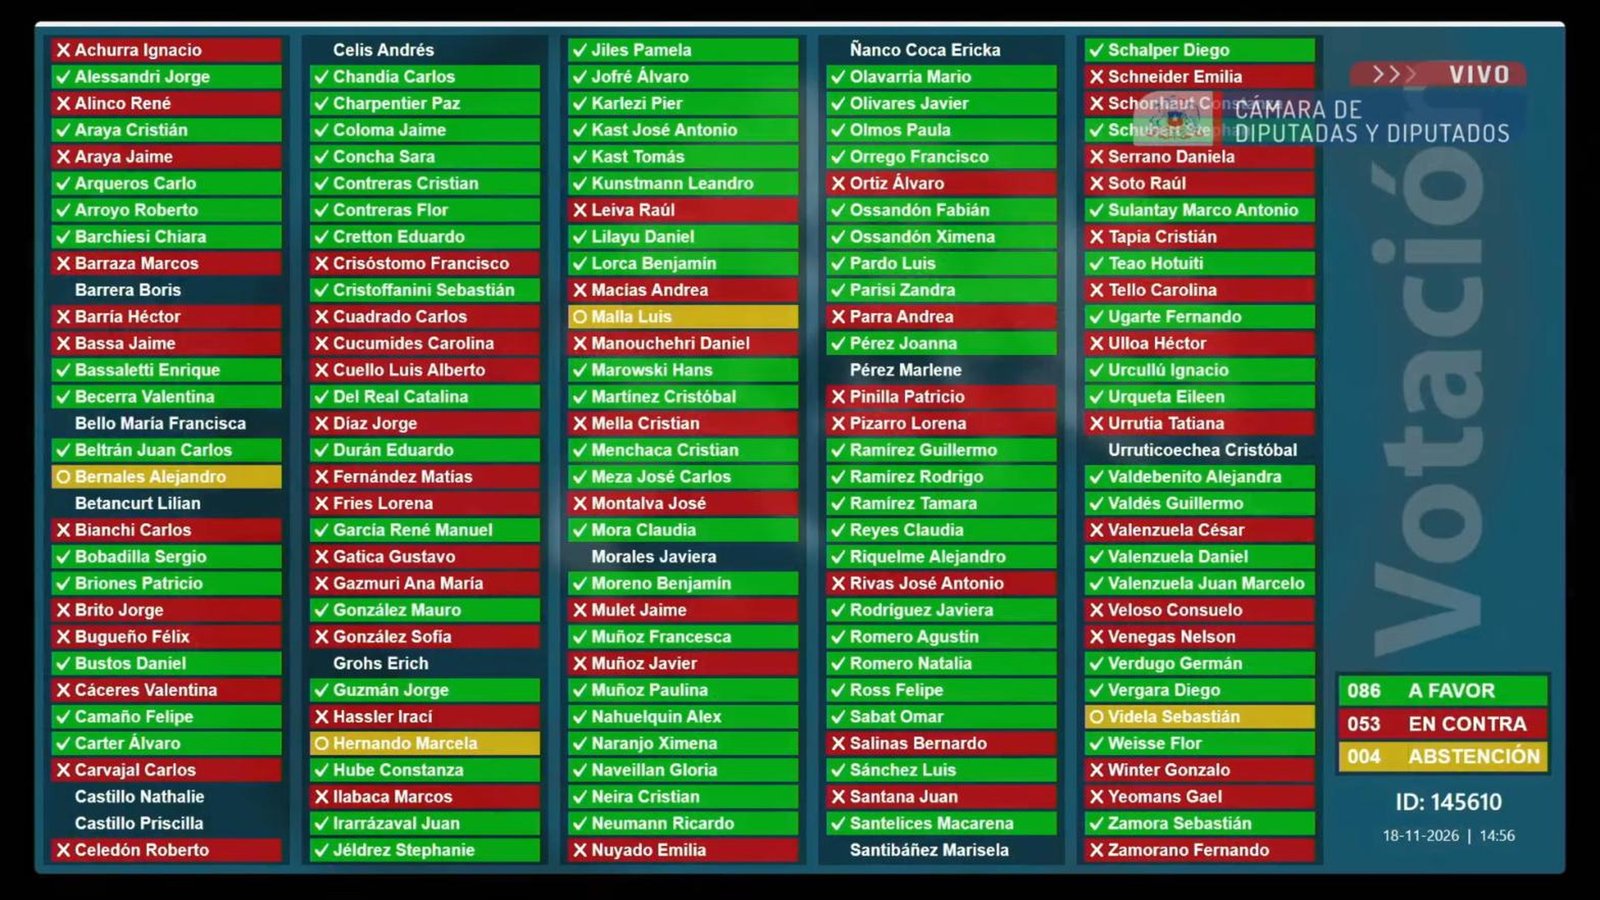 X Achurra Ignacio
✓ Alessandri Jorge
X Alinco René
✓ Araya Cristián
X Araya Jaime
✓ Arqueros Carlo
✓ Arroyo Roberto
✓ Barchiesi Chiara
X Barraza Marcos
Barrera Boris
X Barría Héctor
X Bassa Jaime
✓ Bassaletti Enrique
✓ Becerra Valentina
Bello María Francisca
✓ Beltrán Juan Carlos
O Bernales Alejandro
Betancurt Lilian
X Bianchi Carlos
✓ Bobadilla Sergio
✓ Briones Patricio
X Brito Jorge
X Bugueño Félix
✓ Bustos Daniel
X Cáceres Valentina
✓ Camaño Felipe
✓ Carter Álvaro
X Carvajal Carlos
Castillo Nathalie
Castillo Priscilla
X Celedón Roberto
Celis Andrés
✓ Chandía Carlos
✓ Charpentier Paz
✓ Coloma Jaime
✓ Concha Sara
✓ Contreras Cristian
✓ Contreras Flor
✓ Cretton Eduardo
X Crisóstomo Francisco
✓ Cristoffanini Sebastián
X Cuadrado Carlos
X Cucumides Carolina
X Cuello Luis Alberto
✓ Del Real Catalina
X Díaz Jorge
✓ Durán Eduardo
X Fernández Matías
X Fries Lorena
✓ García René Manuel
X Gatica Gustavo
X Gazmuri Ana María
✓ González Mauro
X González Sofía
Grohs Erich
✓ Guzmán Jorge
X Hassler Irací
O Hernando Marcela
✓ Hube Constanza
X Ilabaca Marcos
✓ Irarrázaval Juan
✓ Jéldrez Stephanie
✓ Jiles Pamela
✓ Jofré Álvaro
✓ Karlezi Pier
✓ Kast José Antonio
✓ Kast Tomás
✓ Kunstmann Leandro
X Leiva Raúl
✓ Lilayu Daniel
✓ Lorca Benjamín
X Macías Andrea
O Malla Luis
X Manouchehri Daniel
✓ Marowski Hans
✓ Martínez Cristóbal
X Mella Cristian
✓ Menchaca Cristian
✓ Meza José Carlos
X Montalva José
✓ Mora Claudia
Morales Javiera
✓ Moreno Benjamín
X Mulet Jaime
✓ Muñoz Francesca
X Muñoz Javier
✓ Muñoz Paulina
✓ Nahuelquin Alex
✓ Naranjo Ximena
✓ Naveillan Gloria
✓ Neira Cristian
✓ Neumann Ricardo
X Nuyado Emilia
Ñanco Coca Ericka
✓ Olavarría Mario
✓ Olivares Javier
✓ Olmos Paula
✓ Orrego Francisco
X Ortiz Álvaro
✓ Ossandón Fabián
✓ Ossandón Ximena
✓ Pardo Luis
✓ Parisi Zandra
X Parra Andrea
✓ Pérez Joanna
Pérez Marlene
X Pinilla Patricio
X Pizarro Lorena
✓ Ramírez Guillermo
✓ Ramírez Rodrigo
✓ Ramírez Tamara
✓ Reyes Claudia
✓ Riquelme Alejandro
X Rivas José Antonio
✓ Rodríguez Javiera
✓ Romero Agustín
✓ Romero Natalia
✓ Ross Felipe
✓ Sabat Omar
X Salinas Bernardo
✓ Sánchez Luis
X Santana Juan
✓ Santelices Macarena
Santibáñez Marisela
✓ Schalper Diego
X Schneider Emilia
X Schonhaut Constanza
✓ Schubert
X Serrano Daniela
X Soto Raúl
✓ Sulantay Marco Antonio
X Tapia Cristián
✓ Teao Hotuiti
X Tello Carolina
✓ Ugarte Fernando
X Ulloa Héctor
✓ Urcullú Ignacio
✓ Urqueta Eileen
X Urrutia Tatiana
Urruticoechea Cristóbal
✓ Valdebenito Alejandra
✓ Valdés Guillermo
X Valenzuela César
✓ Valenzuela Daniel
✓ Valenzuela Juan Marcelo
X Veloso Consuelo
X Venegas Nelson
✓ Verdugo Germán
✓ Vergara Diego
O Videla Sebastián
✓ Weisse Flor
X Winter Gonzalo
X Yeomans Gael
✓ Zamora Sebastián
X Zamorano Fernando
>>> VIVO
CÁMARA DE
DIPUTADAS Y DIPUTADOS
Votación
086 A FAVOR
053 EN CONTRA
004 ABSTENCIÓN
ID: 145610
18-11-2026 | 14:56